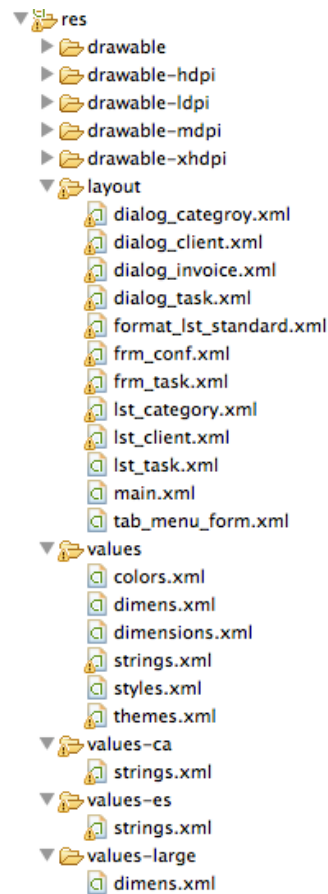 res
drawable
drawable-hdpi
drawable-ldpi
drawable-mdpi
drawable-xhdpi
layout
dialog_categroy.xml
dialog_client.xml
dialog_invoice.xml
dialog_task.xml
format_lst_standard.xml
frm_conf.xml
frm_task.xml
lst_category.xml
lst_client.xml
lst_task.xml
main.xml
tab_menu_form.xml
values
colors.xml
dimens.xml
dimensions.xml
strings.xml
styles.xml
themes.xml
values-ca
strings.xml
values-es
strings.xml
values-large
dimens.xml